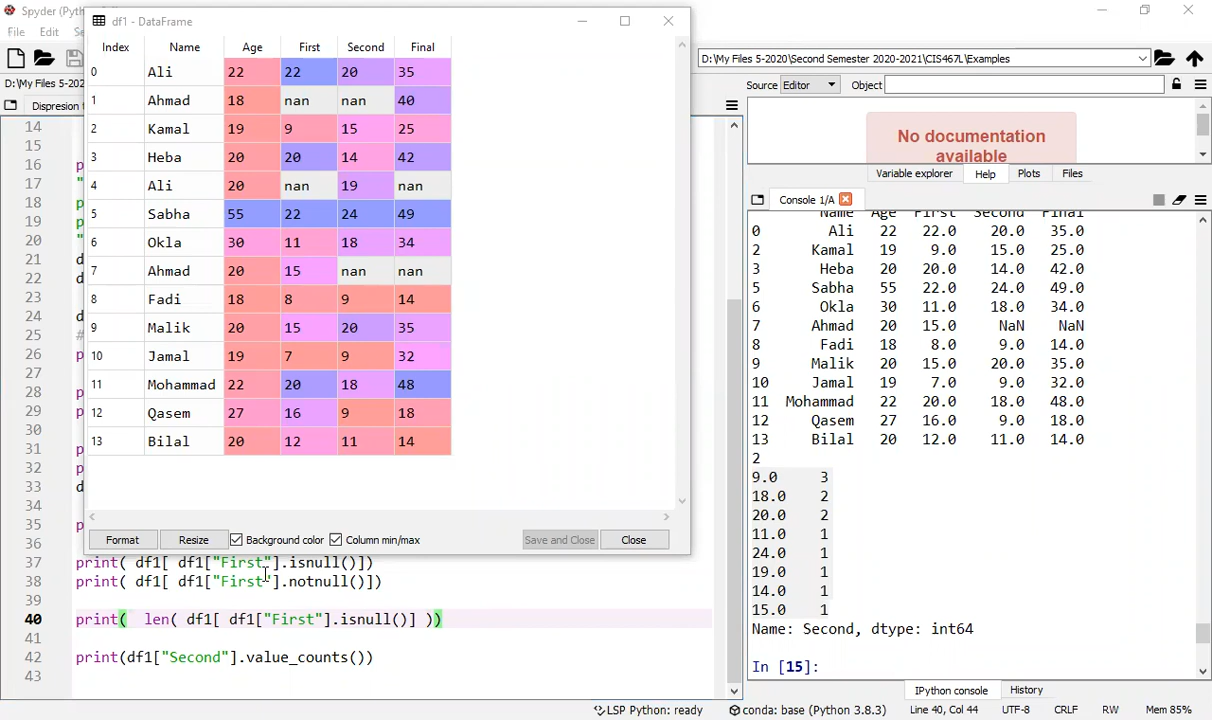 Spyder (Pyth
df1 - DataFrame
File Edit Se
D:\My Files 5-2020\Second Semester 2020-2021\CIS467L\Examples
D:\My Files 5-202
Source Editor Object
Dispresion t
No documentation
available
Variable explorer Help Plots Files
Console 1/A
Index Name Age First Second Final
0 Ali 22 22 20 35
1 Ahmad 18 nan nan 40
2 Kamal 19 9 15 25
3 Heba 20 20 14 42
4 Ali 20 nan 19 nan
5 Sabha 55 22 24 49
6 Okla 30 11 18 34
7 Ahmad 20 15 nan nan
8 Fadi 18 8 9 14
9 Malik 20 15 20 35
10 Jamal 19 7 9 32
11 Mohammad 22 20 18 48
12 Qasem 27 16 9 18
13 Bilal 20 12 11 14
Format Resize Background color Column min/max Save and Close Close
14
15
16 p
17 "
18 p
19 p
20 "
21 d
22 d
23
24 d
25 #
26 p
27
28 p
29 p
30
31 p
32 p
33 d
34
35 p
36
37 print( df1[ df1["First"].isnull()])
38 print( df1[ df1["First"].notnull()])
39
40 print( len( df1[ df1["First"].isnull()] ))
41
42 print(df1["Second"].value_counts())
43
Name Age First Second Final
0 Ali 22 22.0 20.0 35.0
2 Kamal 19 9.0 15.0 25.0
3 Heba 20 20.0 14.0 42.0
5 Sabha 55 22.0 24.0 49.0
6 Okla 30 11.0 18.0 34.0
7 Ahmad 20 15.0 NaN NaN
8 Fadi 18 8.0 9.0 14.0
9 Malik 20 15.0 20.0 35.0
10 Jamal 19 7.0 9.0 32.0
11 Mohammad 22 20.0 18.0 48.0
12 Qasem 27 16.0 9.0 18.0
13 Bilal 20 12.0 11.0 14.0
2
9.0 3
18.0 2
20.0 2
11.0 1
24.0 1
19.0 1
14.0 1
15.0 1
Name: Second, dtype: int64
In [15]:
IPython console History
LSP Python: ready conda: base (Python 3.8.3) Line 40, Col 44 UTF-8 CRLF RW Mem 85%